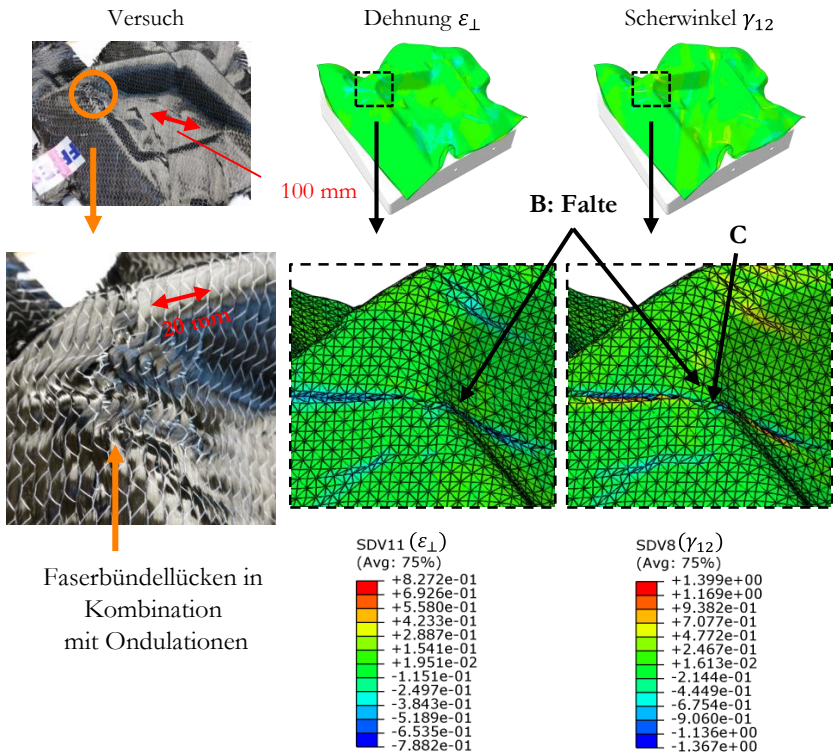 Versuch
Dehnung ε⊥
Scherwinkel γ12
FF
100 mm
B: Falte
C
20 mm
Faserbündellücken in
Kombination
mit Ondulationen
SDV11 (ε⊥)
(Avg: 75%)
+8.272e-01
+6.926e-01
+5.580e-01
+4.233e-01
+2.887e-01
+1.541e-01
+1.951e-02
-1.151e-01
-2.497e-01
-3.843e-01
-5.189e-01
-6.535e-01
-7.882e-01
SDV8 (γ12)
(Avg: 75%)
+1.399e+00
+1.169e+00
+9.382e-01
+7.077e-01
+4.772e-01
+2.467e-01
+1.613e-02
-2.144e-01
-4.449e-01
-6.754e-01
-9.060e-01
-1.136e+00
-1.367e+00